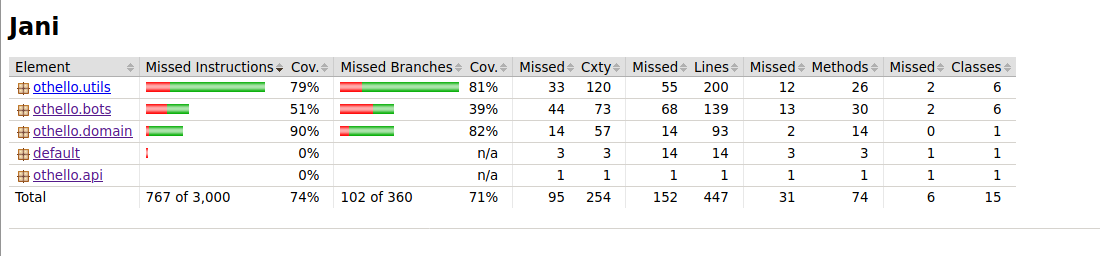 Jani
Element Missed Instructions Cov. Missed Branches Cov. Missed Cxty Missed Lines Missed Methods Missed Classes
othello.utils 79% 81% 33 120 55 200 12 26 2 6
othello.bots 51% 39% 44 73 68 139 13 30 2 6
othello.domain 90% 82% 14 57 14 93 2 14 0 1
default 0% n/a 3 3 14 14 3 3 1 1
othello.api 0% n/a 1 1 1 1 1 1 1 1
Total 767 of 3,000 74% 102 of 360 71% 95 254 152 447 31 74 6 15